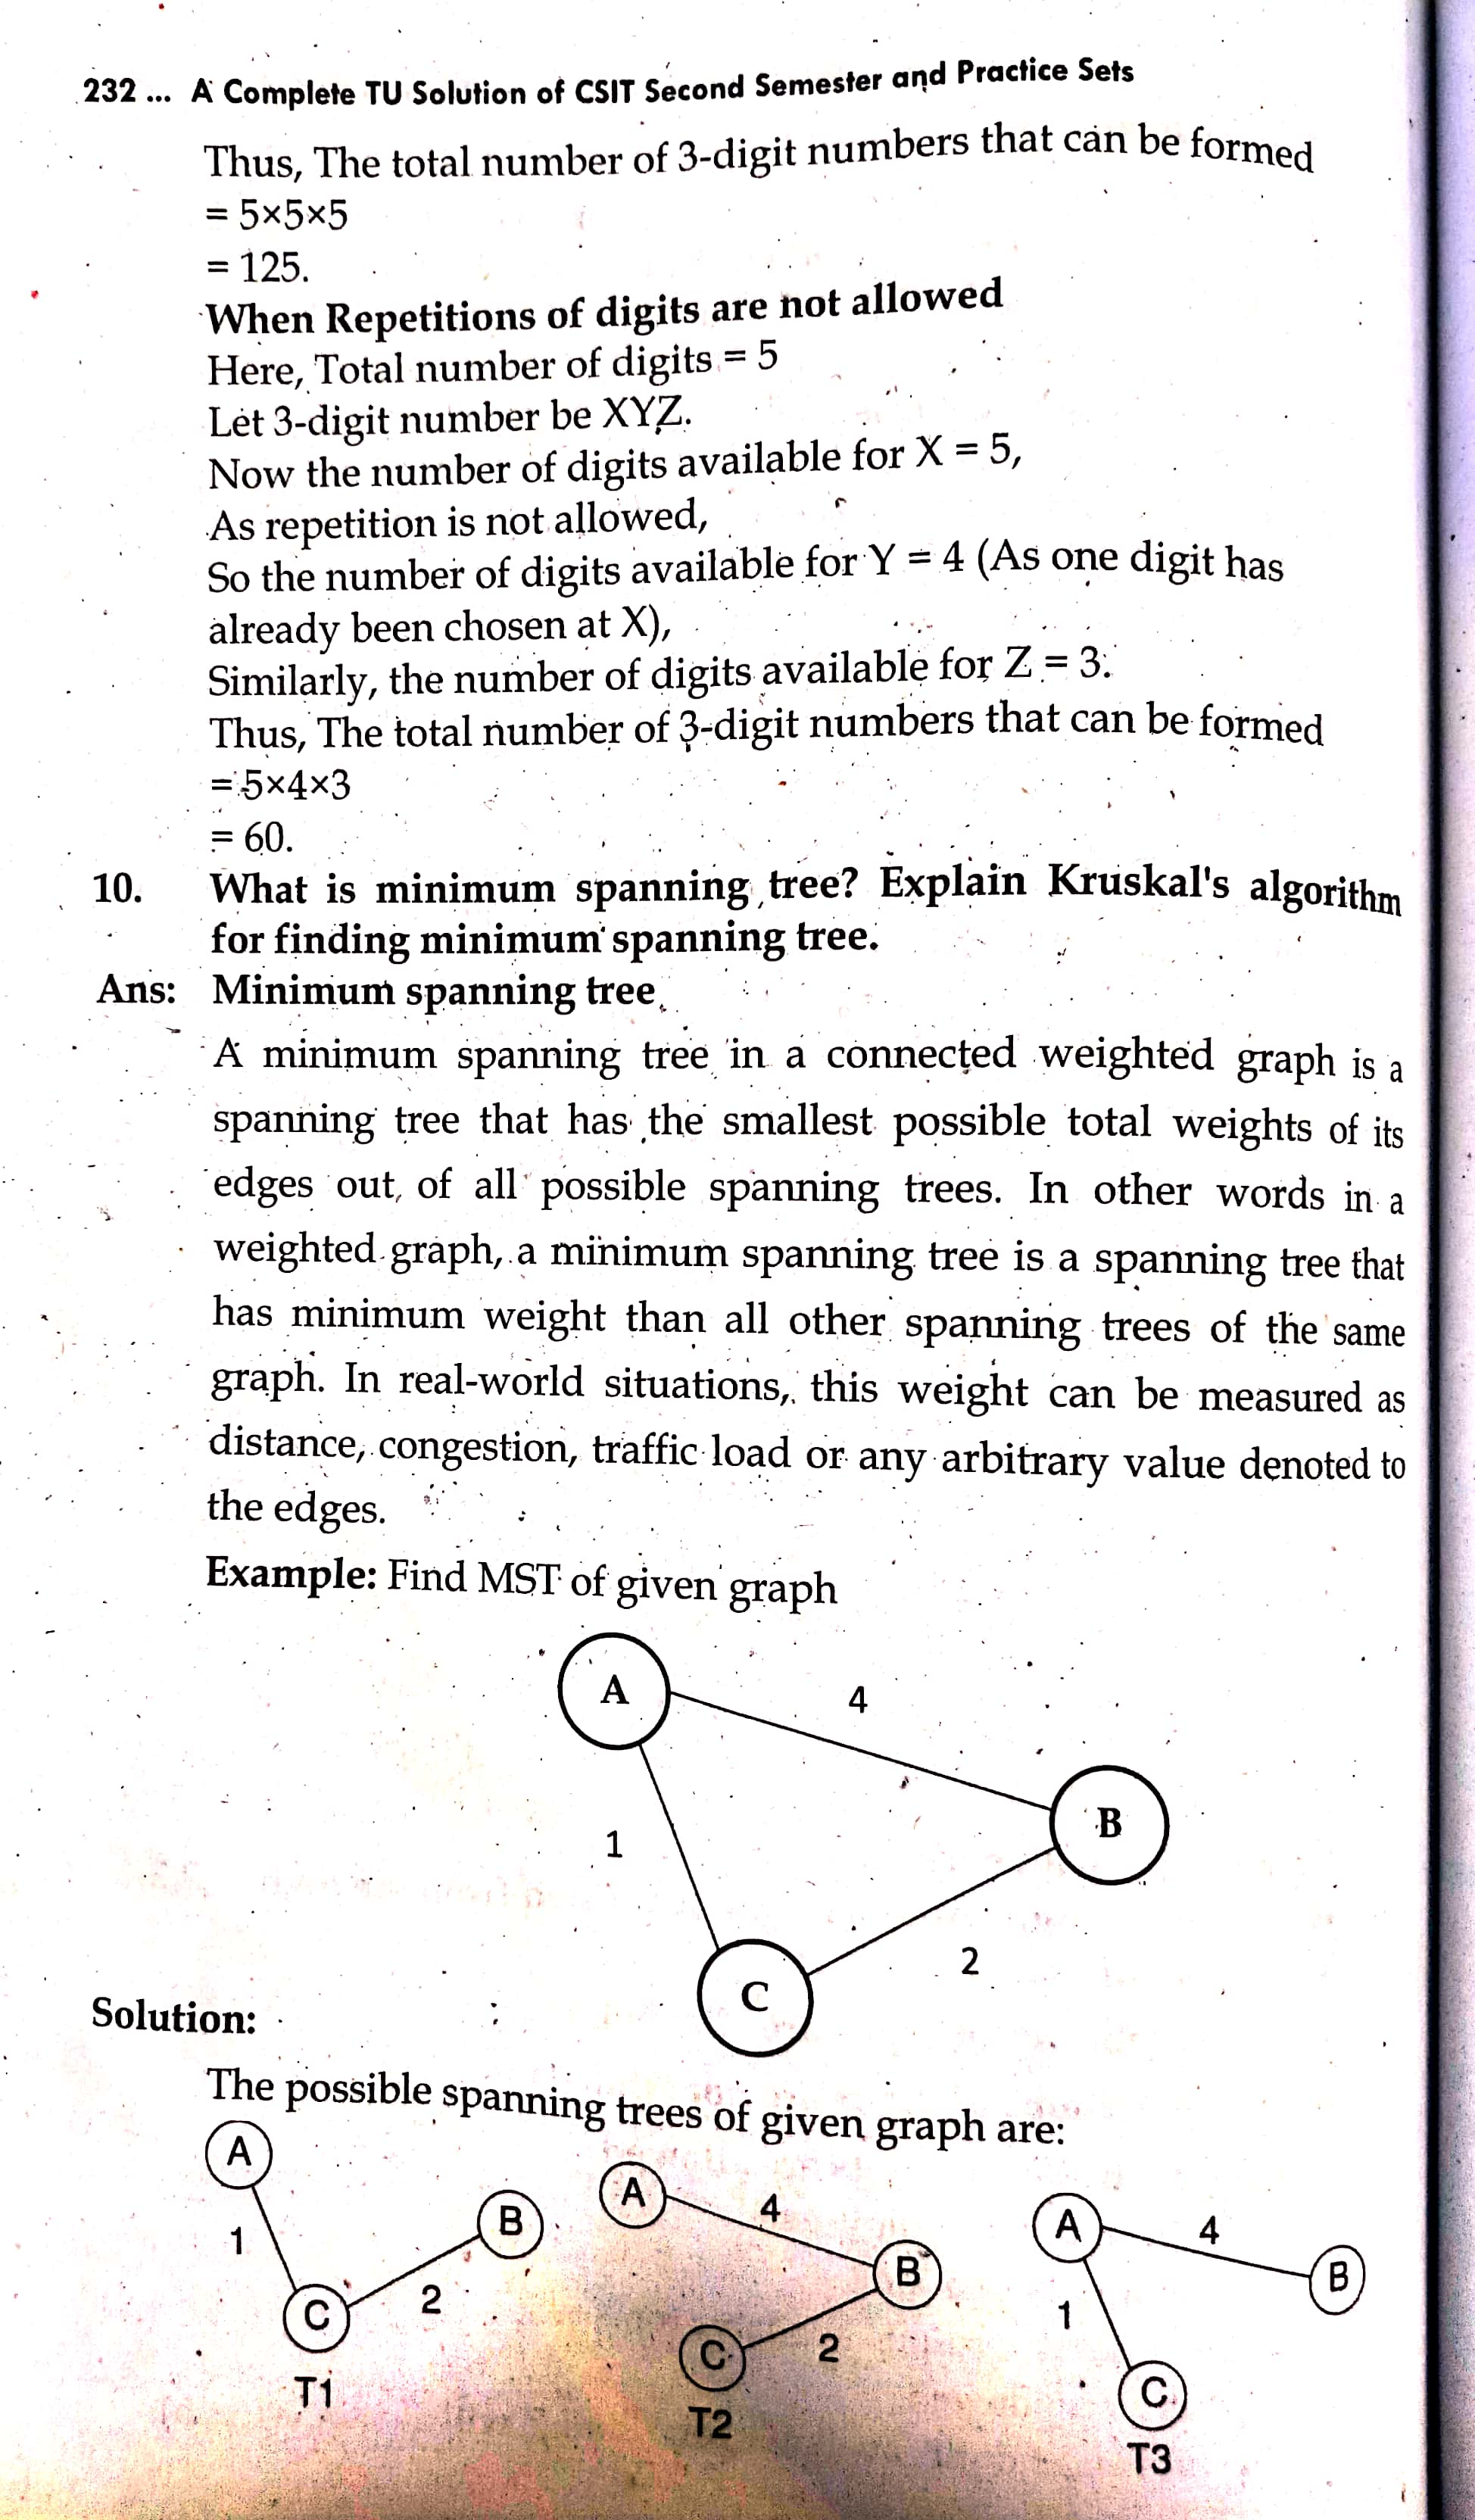 232 ... A Complete TU Solution of CSIT Second Semester and Practice Sets
Thus, The total number of 3-digit numbers that can be formed
= 5×5×5
= 125.
When Repetitions of digits are not allowed
Here, Total number of digits = 5
Let 3-digit number be XYZ.
Now the number of digits available for X = 5,
As repetition is not allowed,
So the number of digits available for Y = 4 (As one digit has
already been chosen at X),
Similarly, the number of digits available for Z = 3.
Thus, The total number of 3-digit numbers that can be formed
= 5×4×3
= 60.
10. What is minimum spanning tree? Explain Kruskal's algorithm
for finding minimum spanning tree.
Ans: Minimum spanning tree
A minimum spanning tree in a connected weighted graph is a
spanning tree that has the smallest possible total weights of its
edges out of all possible spanning trees. In other words in a
weighted graph, a minimum spanning tree is a spanning tree that
has minimum weight than all other spanning trees of the same
graph. In real-world situations, this weight can be measured as
distance, congestion, traffic load or any arbitrary value denoted to
the edges.
Example: Find MST of given graph
A
4
B
1
2
C
Solution:
The possible spanning trees of given graph are:
A
1
B
2
C
T1
A
4
B
2
C
T2
A
4
B
1
C
T3